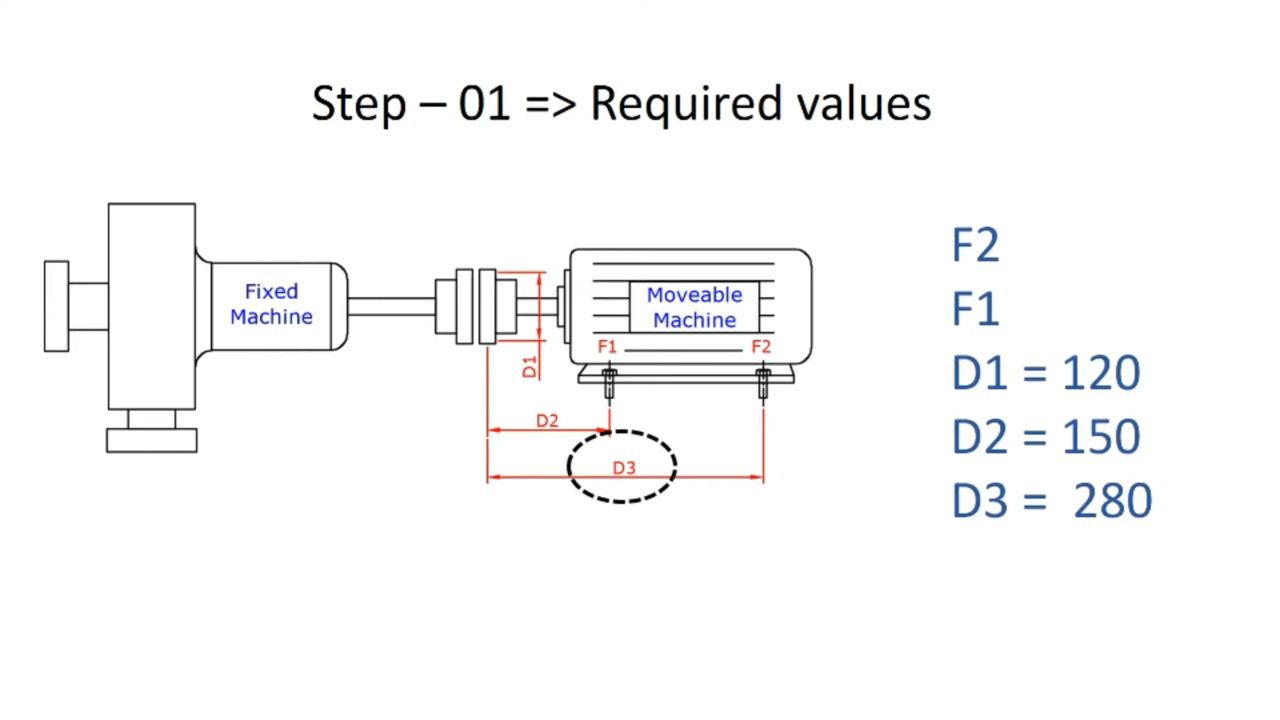 Step – 01 => Required values
Fixed
Machine
Moveable
Machine
F1
F2
D1
D2
D3
F2
F1
D1 = 120
D2 = 150
D3 = 280